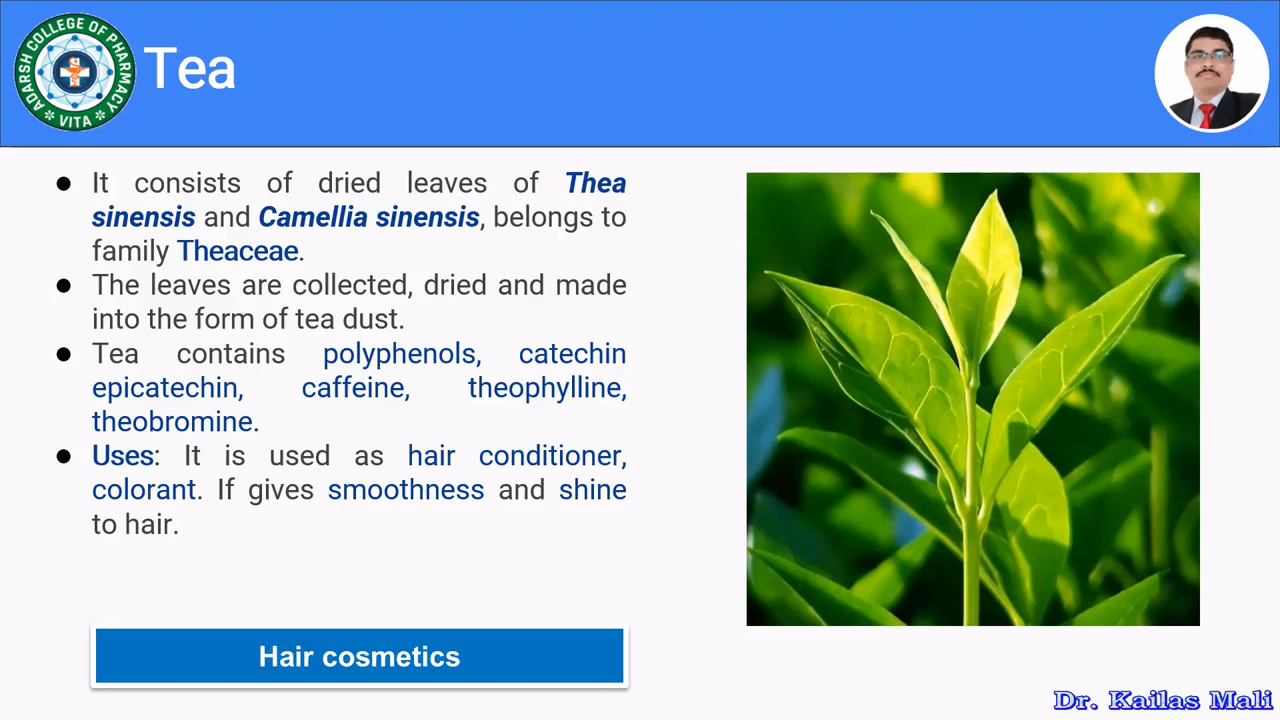 ADARSH COLLEGE OF PHARMACY
VITA
Tea
● It consists of dried leaves of Thea
sinensis and Camellia sinensis, belongs to
family Theaceae.
● The leaves are collected, dried and made
into the form of tea dust.
● Tea contains polyphenols, catechin
epicatechin, caffeine, theophylline,
theobromine.
● Uses: It is used as hair conditioner,
colorant. If gives smoothness and shine
to hair.
Hair cosmetics
Dr. Kailas Mali